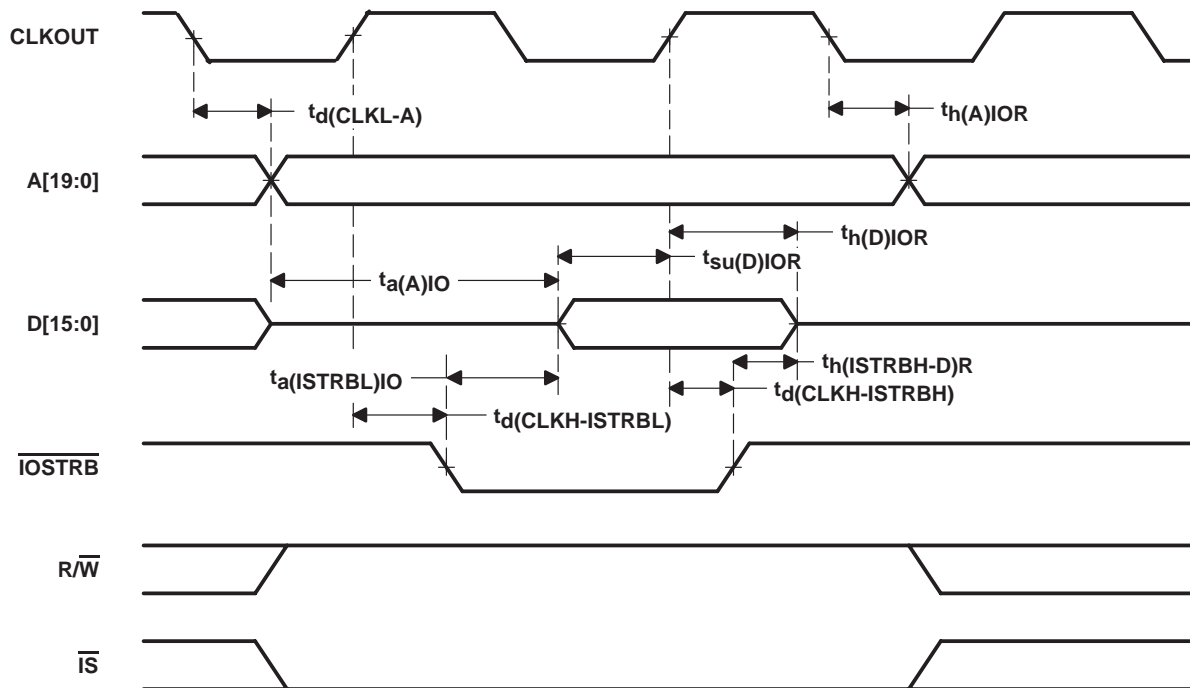 CLKOUT
td(CLKL-A)
th(A)IOR
A[19:0]
th(D)IOR
tsu(D)IOR
ta(A)IO
D[15:0]
th(ISTRBH-D)R
ta(ISTRBL)IO
td(CLKH-ISTRBH)
td(CLKH-ISTRBL)
IOSTRB
R/W
IS